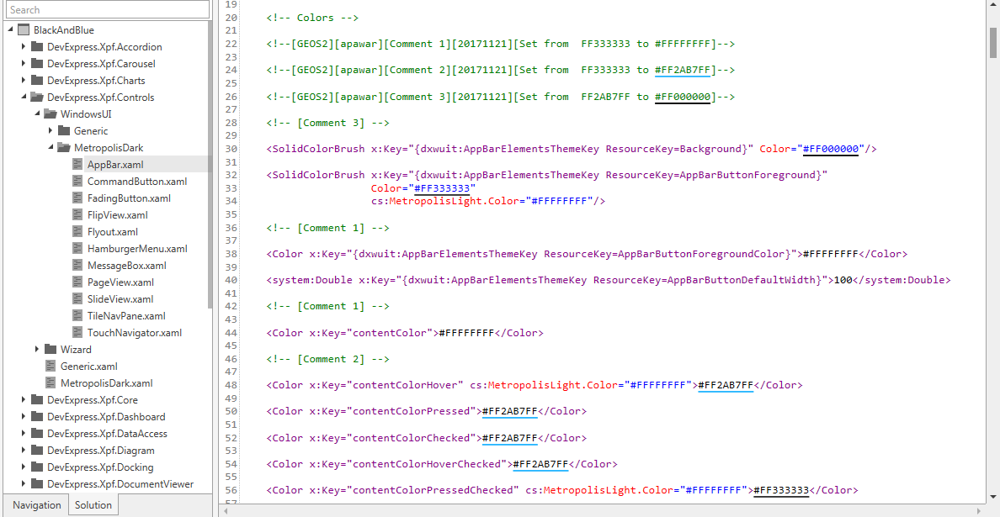 Search
BlackAndBlue
DevExpress.Xpf.Accordion
DevExpress.Xpf.Carousel
DevExpress.Xpf.Charts
DevExpress.Xpf.Controls
WindowsUI
Generic
MetropolisDark
AppBar.xaml
CommandButton.xaml
FadingButton.xaml
FlipView.xaml
Flyout.xaml
HamburgerMenu.xaml
MessageBox.xaml
PageView.xaml
SlideView.xaml
TileNavPane.xaml
TouchNavigator.xaml
Wizard
Generic.xaml
MetropolisDark.xaml
DevExpress.Xpf.Core
DevExpress.Xpf.Dashboard
DevExpress.Xpf.DataAccess
DevExpress.Xpf.Diagram
DevExpress.Xpf.Docking
DevExpress.Xpf.DocumentViewer
Navigation Solution
19
20 <!-- Colors -->
21
22 <!--[GEOS2][apawar][Comment 1][20171121][Set from  FF333333 to #FFFFFFFF]-->
23
24 <!--[GEOS2][apawar][Comment 2][20171121][Set from  FF333333 to #FF2AB7FF]-->
25
26 <!--[GEOS2][apawar][Comment 3][20171121][Set from  FF2AB7FF to #FF000000]-->
27
28 <!-- [Comment 3] -->
29
30 <SolidColorBrush x:Key="{dxwuit:AppBarElementsThemeKey ResourceKey=Background}" Color="#FF000000"/>
31
32 <SolidColorBrush x:Key="{dxwuit:AppBarElementsThemeKey ResourceKey=AppBarButtonForeground}"
33 Color="#FF333333"
34 cs:MetropolisLight.Color="#FFFFFFFF"/>
35
36 <!-- [Comment 1] -->
37
38 <Color x:Key="{dxwuit:AppBarElementsThemeKey ResourceKey=AppBarButtonForegroundColor}">#FFFFFFFF</Color>
39
40 <system:Double x:Key="{dxwuit:AppBarElementsThemeKey ResourceKey=AppBarButtonDefaultWidth}">100</system:Double>
41
42 <!-- [Comment 1] -->
43
44 <Color x:Key="contentColor">#FFFFFFFF</Color>
45
46 <!-- [Comment 2] -->
47
48 <Color x:Key="contentColorHover" cs:MetropolisLight.Color="#FFFFFFFF">#FF2AB7FF</Color>
49
50 <Color x:Key="contentColorPressed">#FF2AB7FF</Color>
51
52 <Color x:Key="contentColorChecked">#FF2AB7FF</Color>
53
54 <Color x:Key="contentColorHoverChecked">#FF2AB7FF</Color>
55
56 <Color x:Key="contentColorPressedChecked" cs:MetropolisLight.Color="#FFFFFFFF">#FF333333</Color>
57